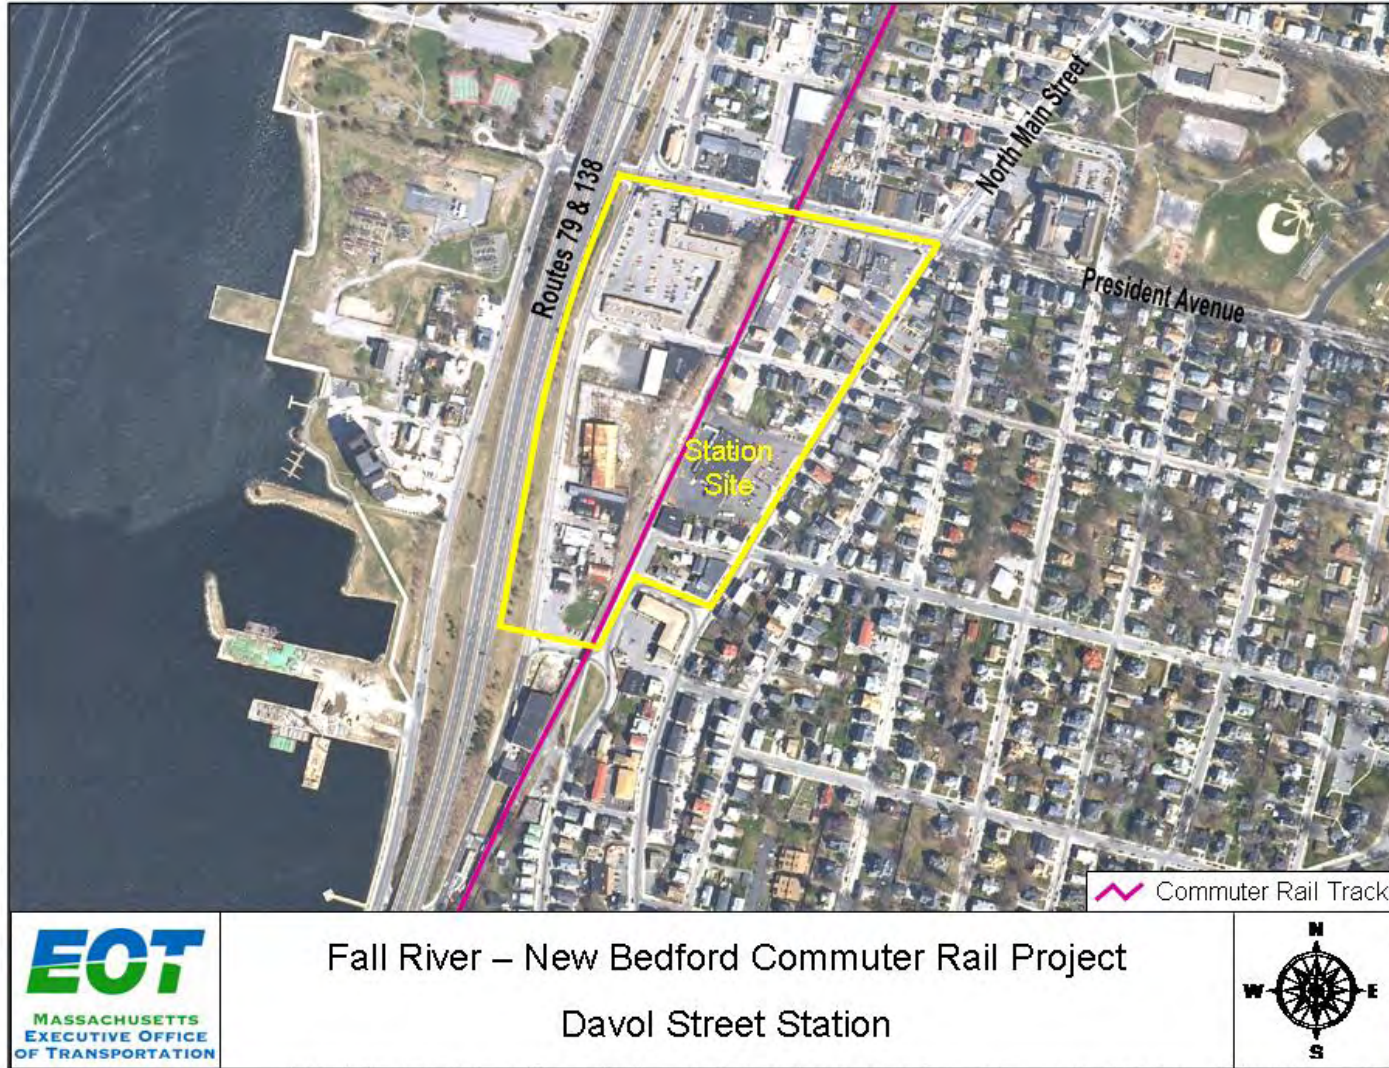 North Main Street
Routes 79 & 138
President Avenue
Station
Site
Commuter Rail Track
EOT
MASSACHUSETTS
EXECUTIVE OFFICE
OF TRANSPORTATION
Fall River – New Bedford Commuter Rail Project
Davol Street Station
N
W E
S